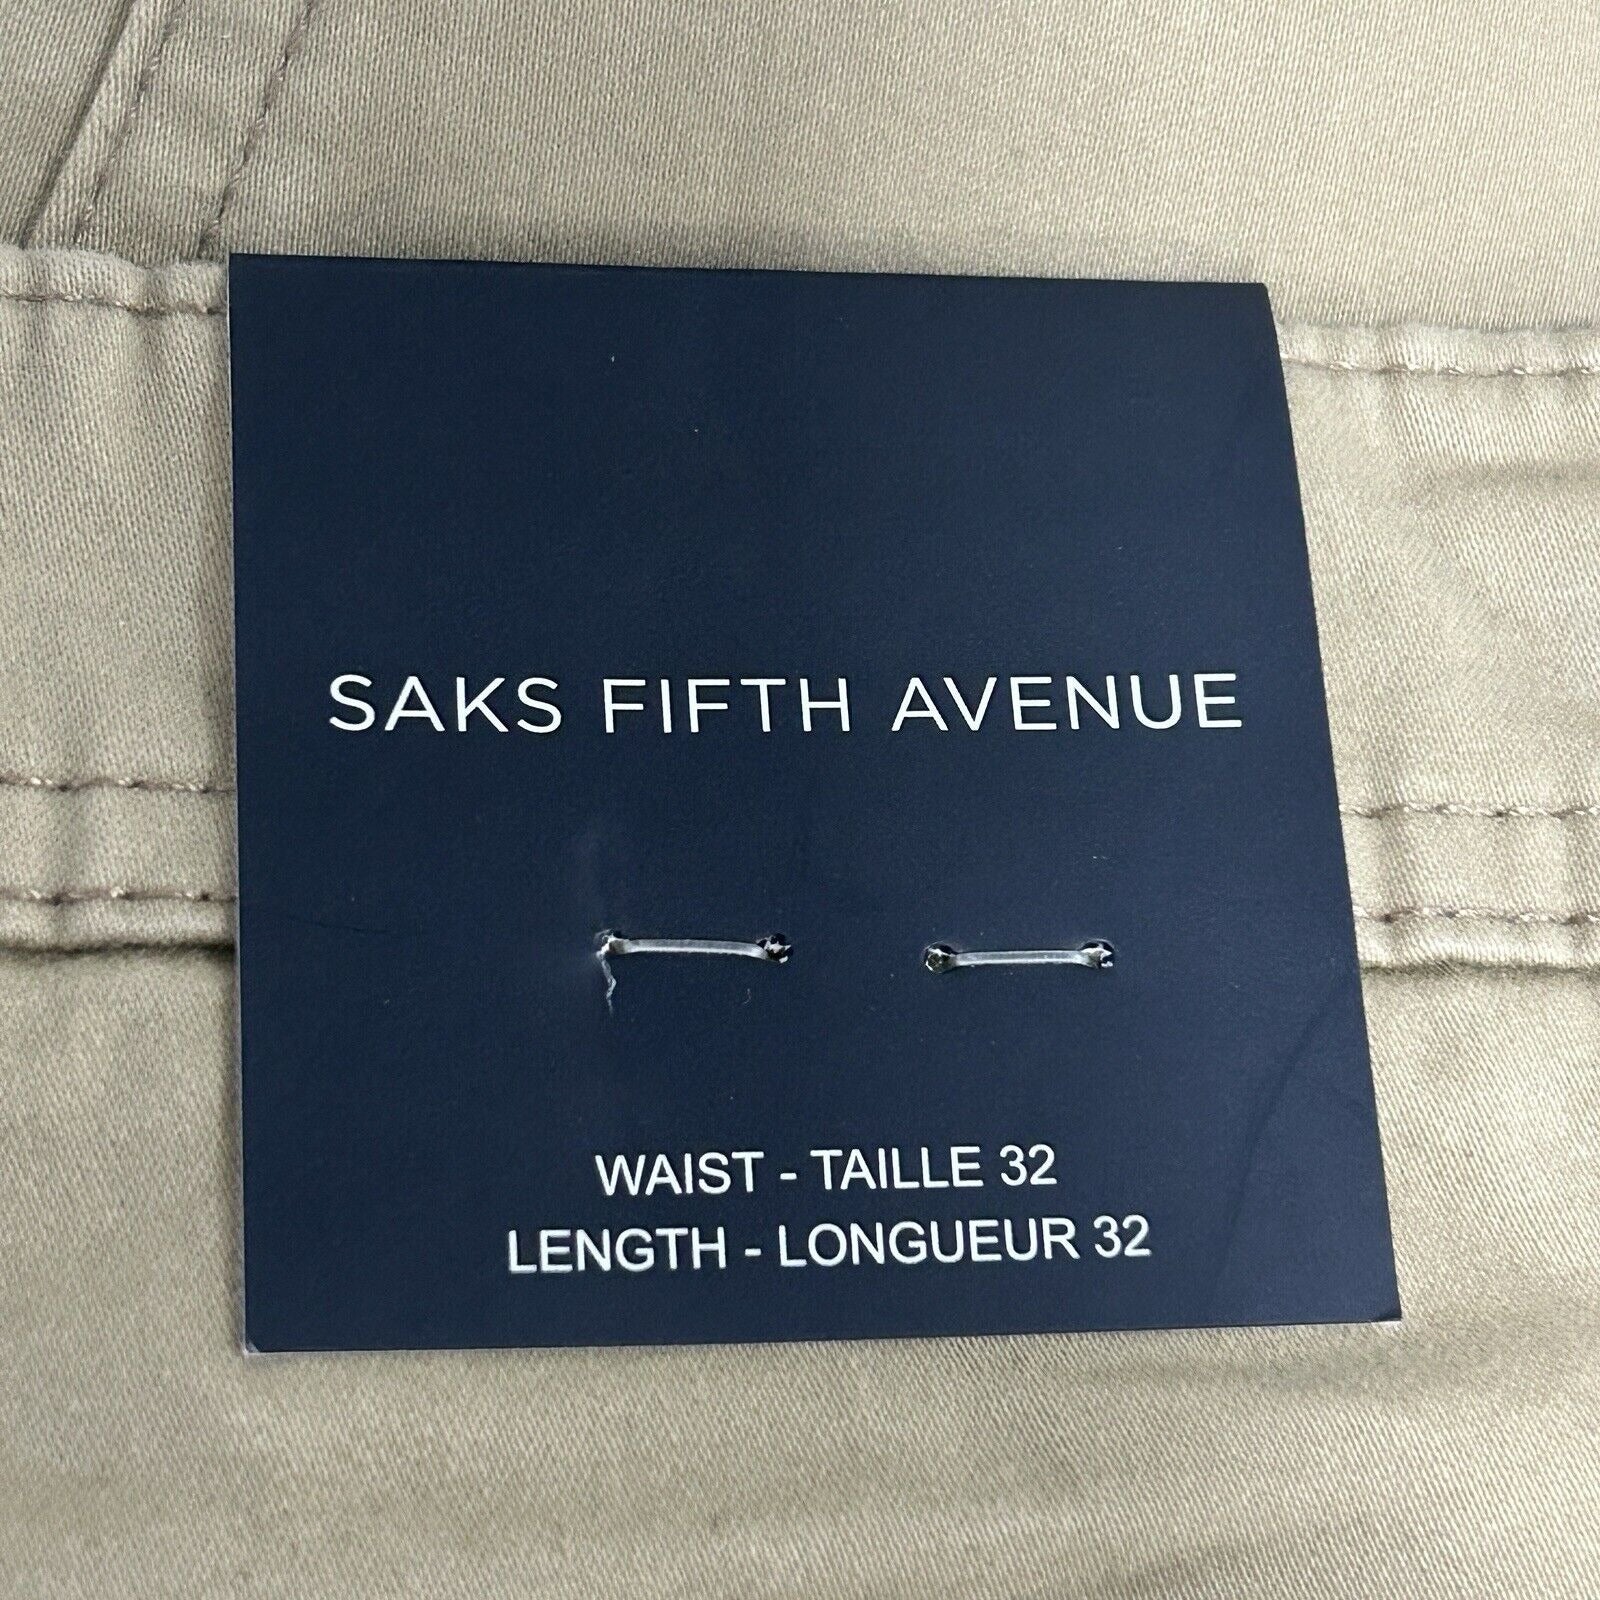 SAKS FIFTH AVENUE
WAIST - TAILLE 32
LENGTH - LONGUEUR 32